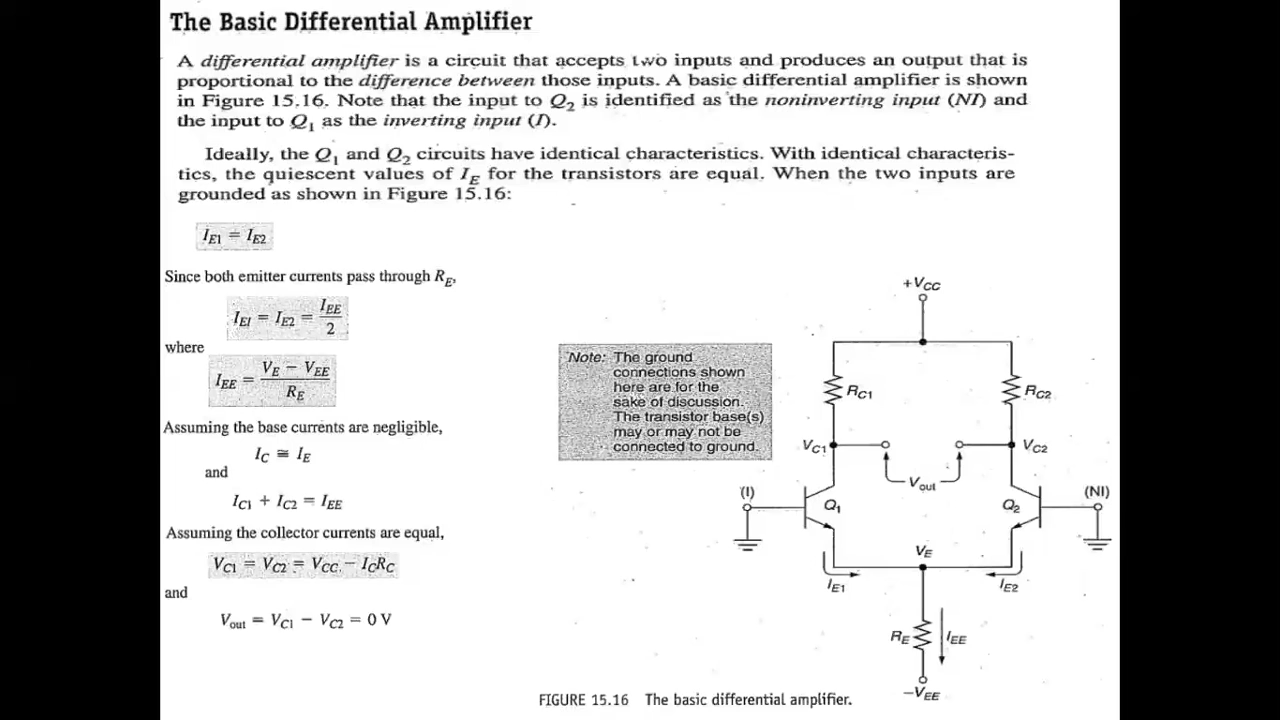 The Basic Differential Amplifier
A differential amplifier is a circuit that accepts two inputs and produces an output that is
proportional to the difference between those inputs. A basic differential amplifier is shown
in Figure 15.16. Note that the input to Q2 is identified as the noninverting input (NI) and
the input to Q1 as the inverting input (I).
Ideally, the Q1 and Q2 circuits have identical characteristics. With identical characteris-
tics, the quiescent values of IE for the transistors are equal. When the two inputs are
grounded as shown in Figure 15.16:
IE1 = IE2
Since both emitter currents pass through RE,
IE1 = IE2 = IEE / 2
where
IEE = VE − VEE / RE
Assuming the base currents are negligible,
IC ≅ IE
and
IC1 + IC2 = IEE
Assuming the collector currents are equal,
VC1 = VC2 = VCC − ICRC
and
Vout = VC1 − VC2 = 0 V
Note: The ground
connections shown
here are for the
sake of discussion.
The transistor base(s)
may or may not be
connected to ground.
+VCC
RC1
RC2
VC1
VC2
Vout
(I)
(NI)
Q1
Q2
VE
IE1
IE2
RE
IEE
−VEE
FIGURE 15.16 The basic differential amplifier.